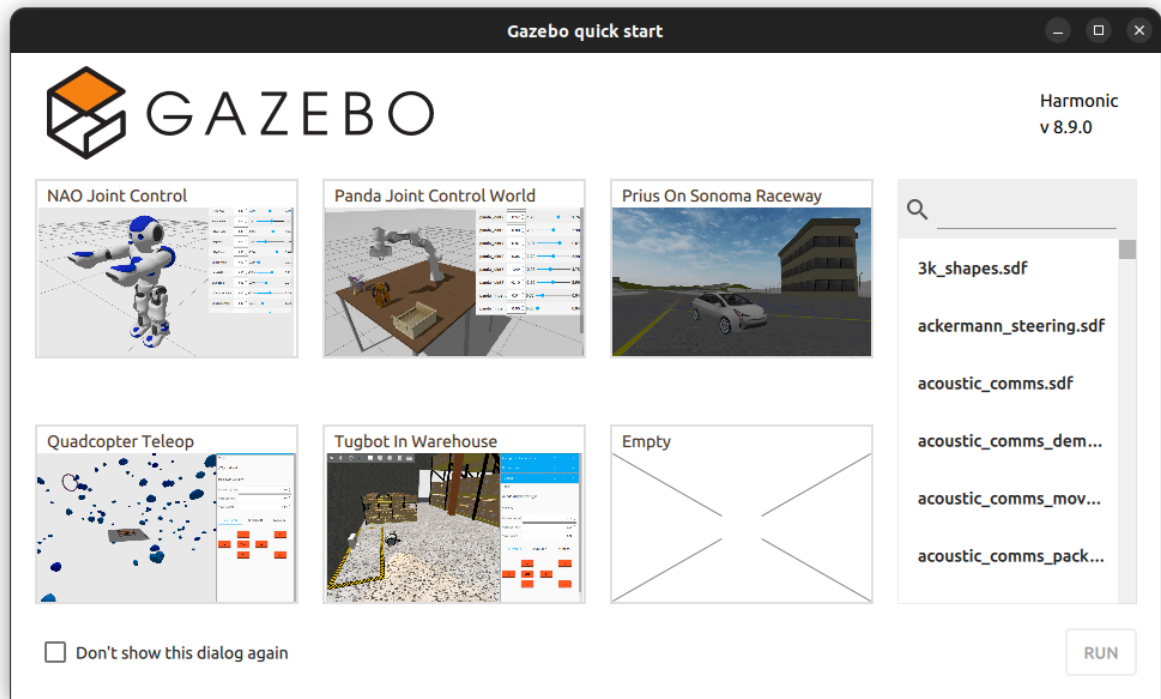 Gazebo quick start
GAZEBO
Harmonic
v 8.9.0
NAO Joint Control
Panda Joint Control World
Prius On Sonoma Raceway
Quadcopter Teleop
Tugbot In Warehouse
Empty
3k_shapes.sdf
ackermann_steering.sdf
acoustic_comms.sdf
acoustic_comms_dem...
acoustic_comms_mov...
acoustic_comms_pack...
Don't show this dialog again
RUN